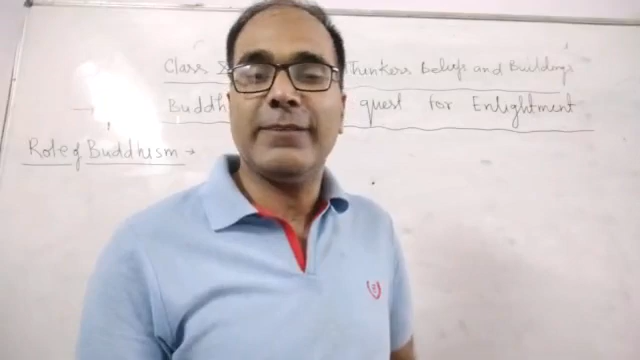 Class Thinkers Beliefs and Buildings
Buddh quest for Enlightment
Role of Buddhism →